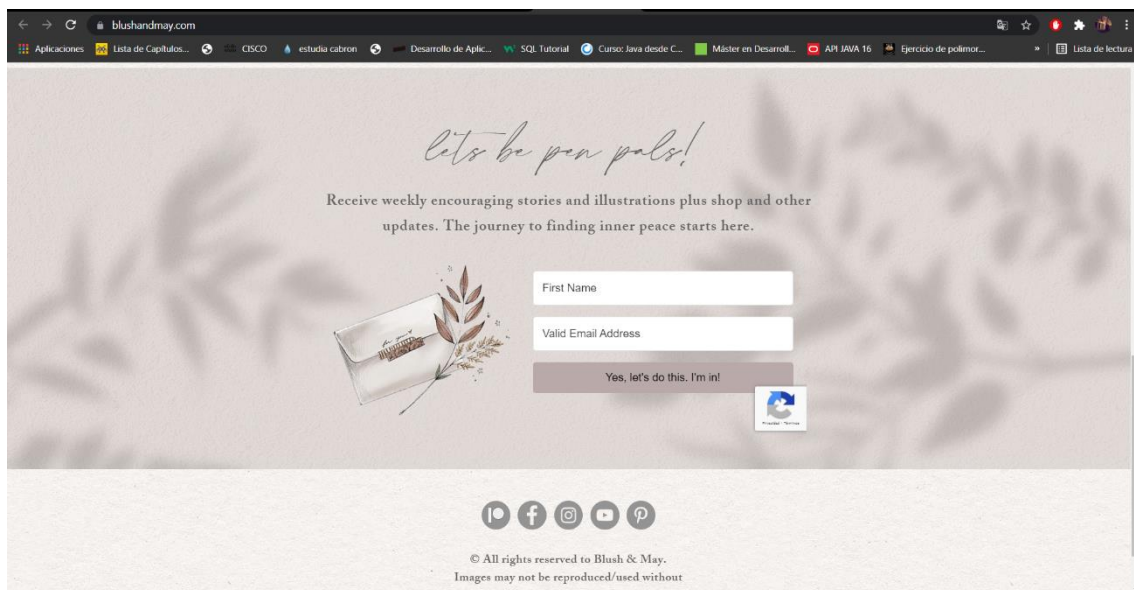 blushandmay.com
Aplicaciones Lista de Capítulos... CISCO estudia cabron Desarrollo de Aplic... SQL Tutorial Curso: Java desde C... Máster en Desarroll... API JAVA 16 Ejercicio de polimor... » Lista de lectura
let's be pen pals!
Receive weekly encouraging stories and illustrations plus shop and other
updates. The journey to finding inner peace starts here.
First Name
Valid Email Address
Yes, let's do this. I'm in!
© All rights reserved to Blush & May.
Images may not be reproduced/used without